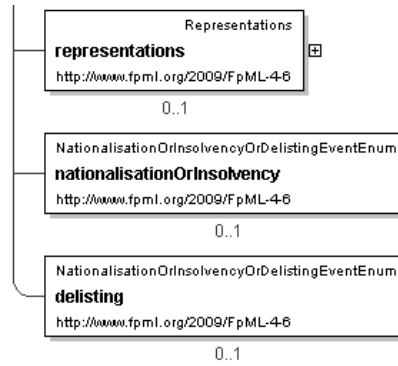 Representations
representations
http://www.fpml.org/2009/FpML-4-6
0..1
NationalisationOrInsolvencyOrDelistingEventEnum
nationalisationOrInsolvency
http://www.fpml.org/2009/FpML-4-6
0..1
NationalisationOrInsolvencyOrDelistingEventEnum
delisting
http://www.fpml.org/2009/FpML-4-6
0..1